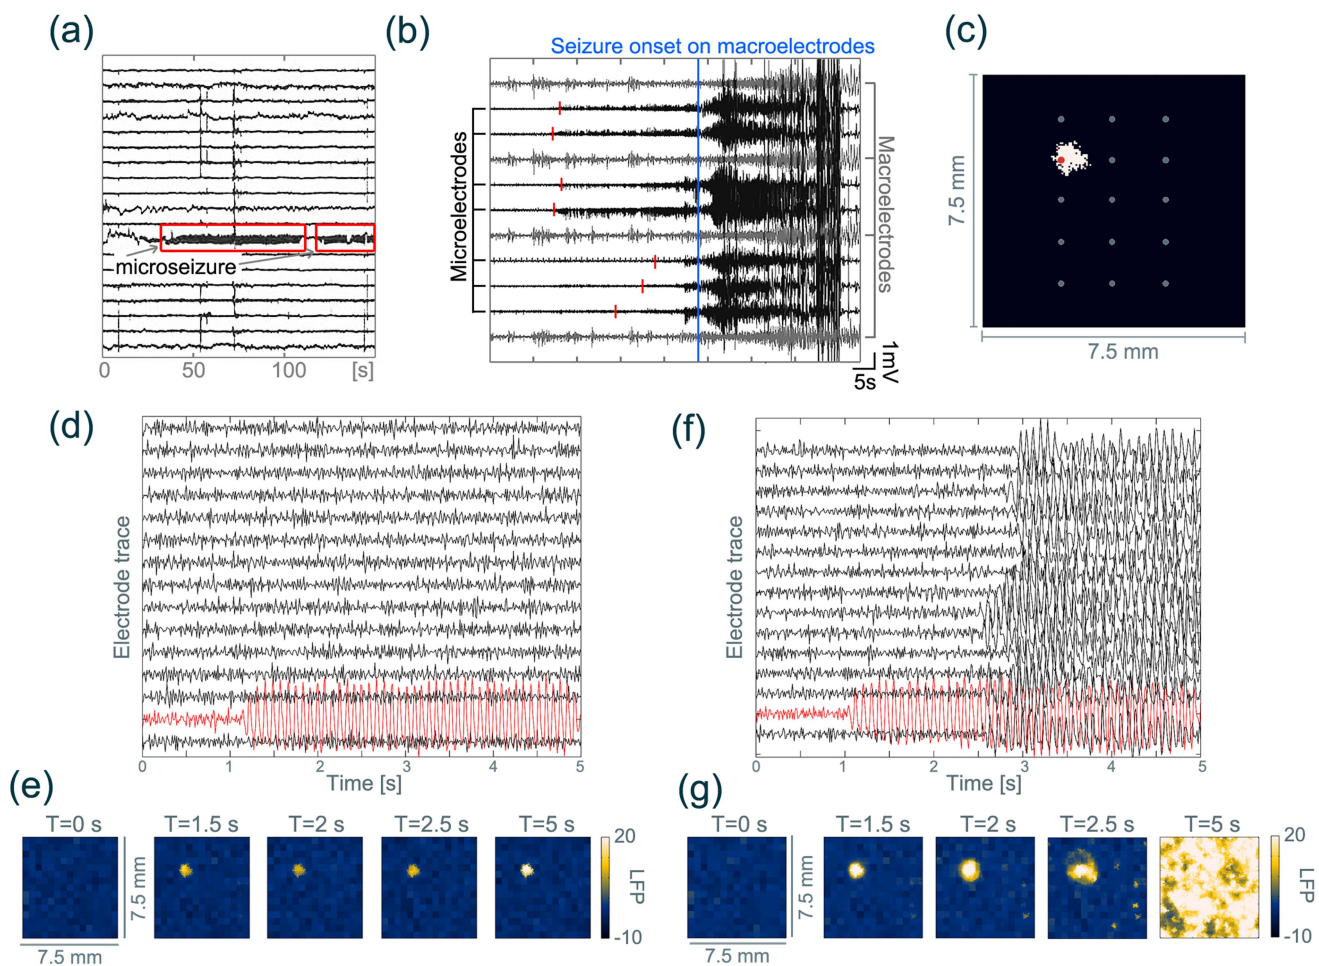 (a)
microseizure
0 50 100 [s]
(b)
Seizure onset on macroelectrodes
Microelectrodes
Macroelectrodes
1mV
5s
(c)
7.5 mm
7.5 mm
(d)
Electrode trace
0 1 2 3 4 5
Time [s]
(f)
Electrode trace
0 1 2 3 4 5
Time [s]
(e)
T=0 s T=1.5 s T=2 s T=2.5 s T=5 s
7.5 mm
7.5 mm
20
LFP
-10
(g)
T=0 s T=1.5 s T=2 s T=2.5 s T=5 s
7.5 mm
7.5 mm
20
LFP
-10